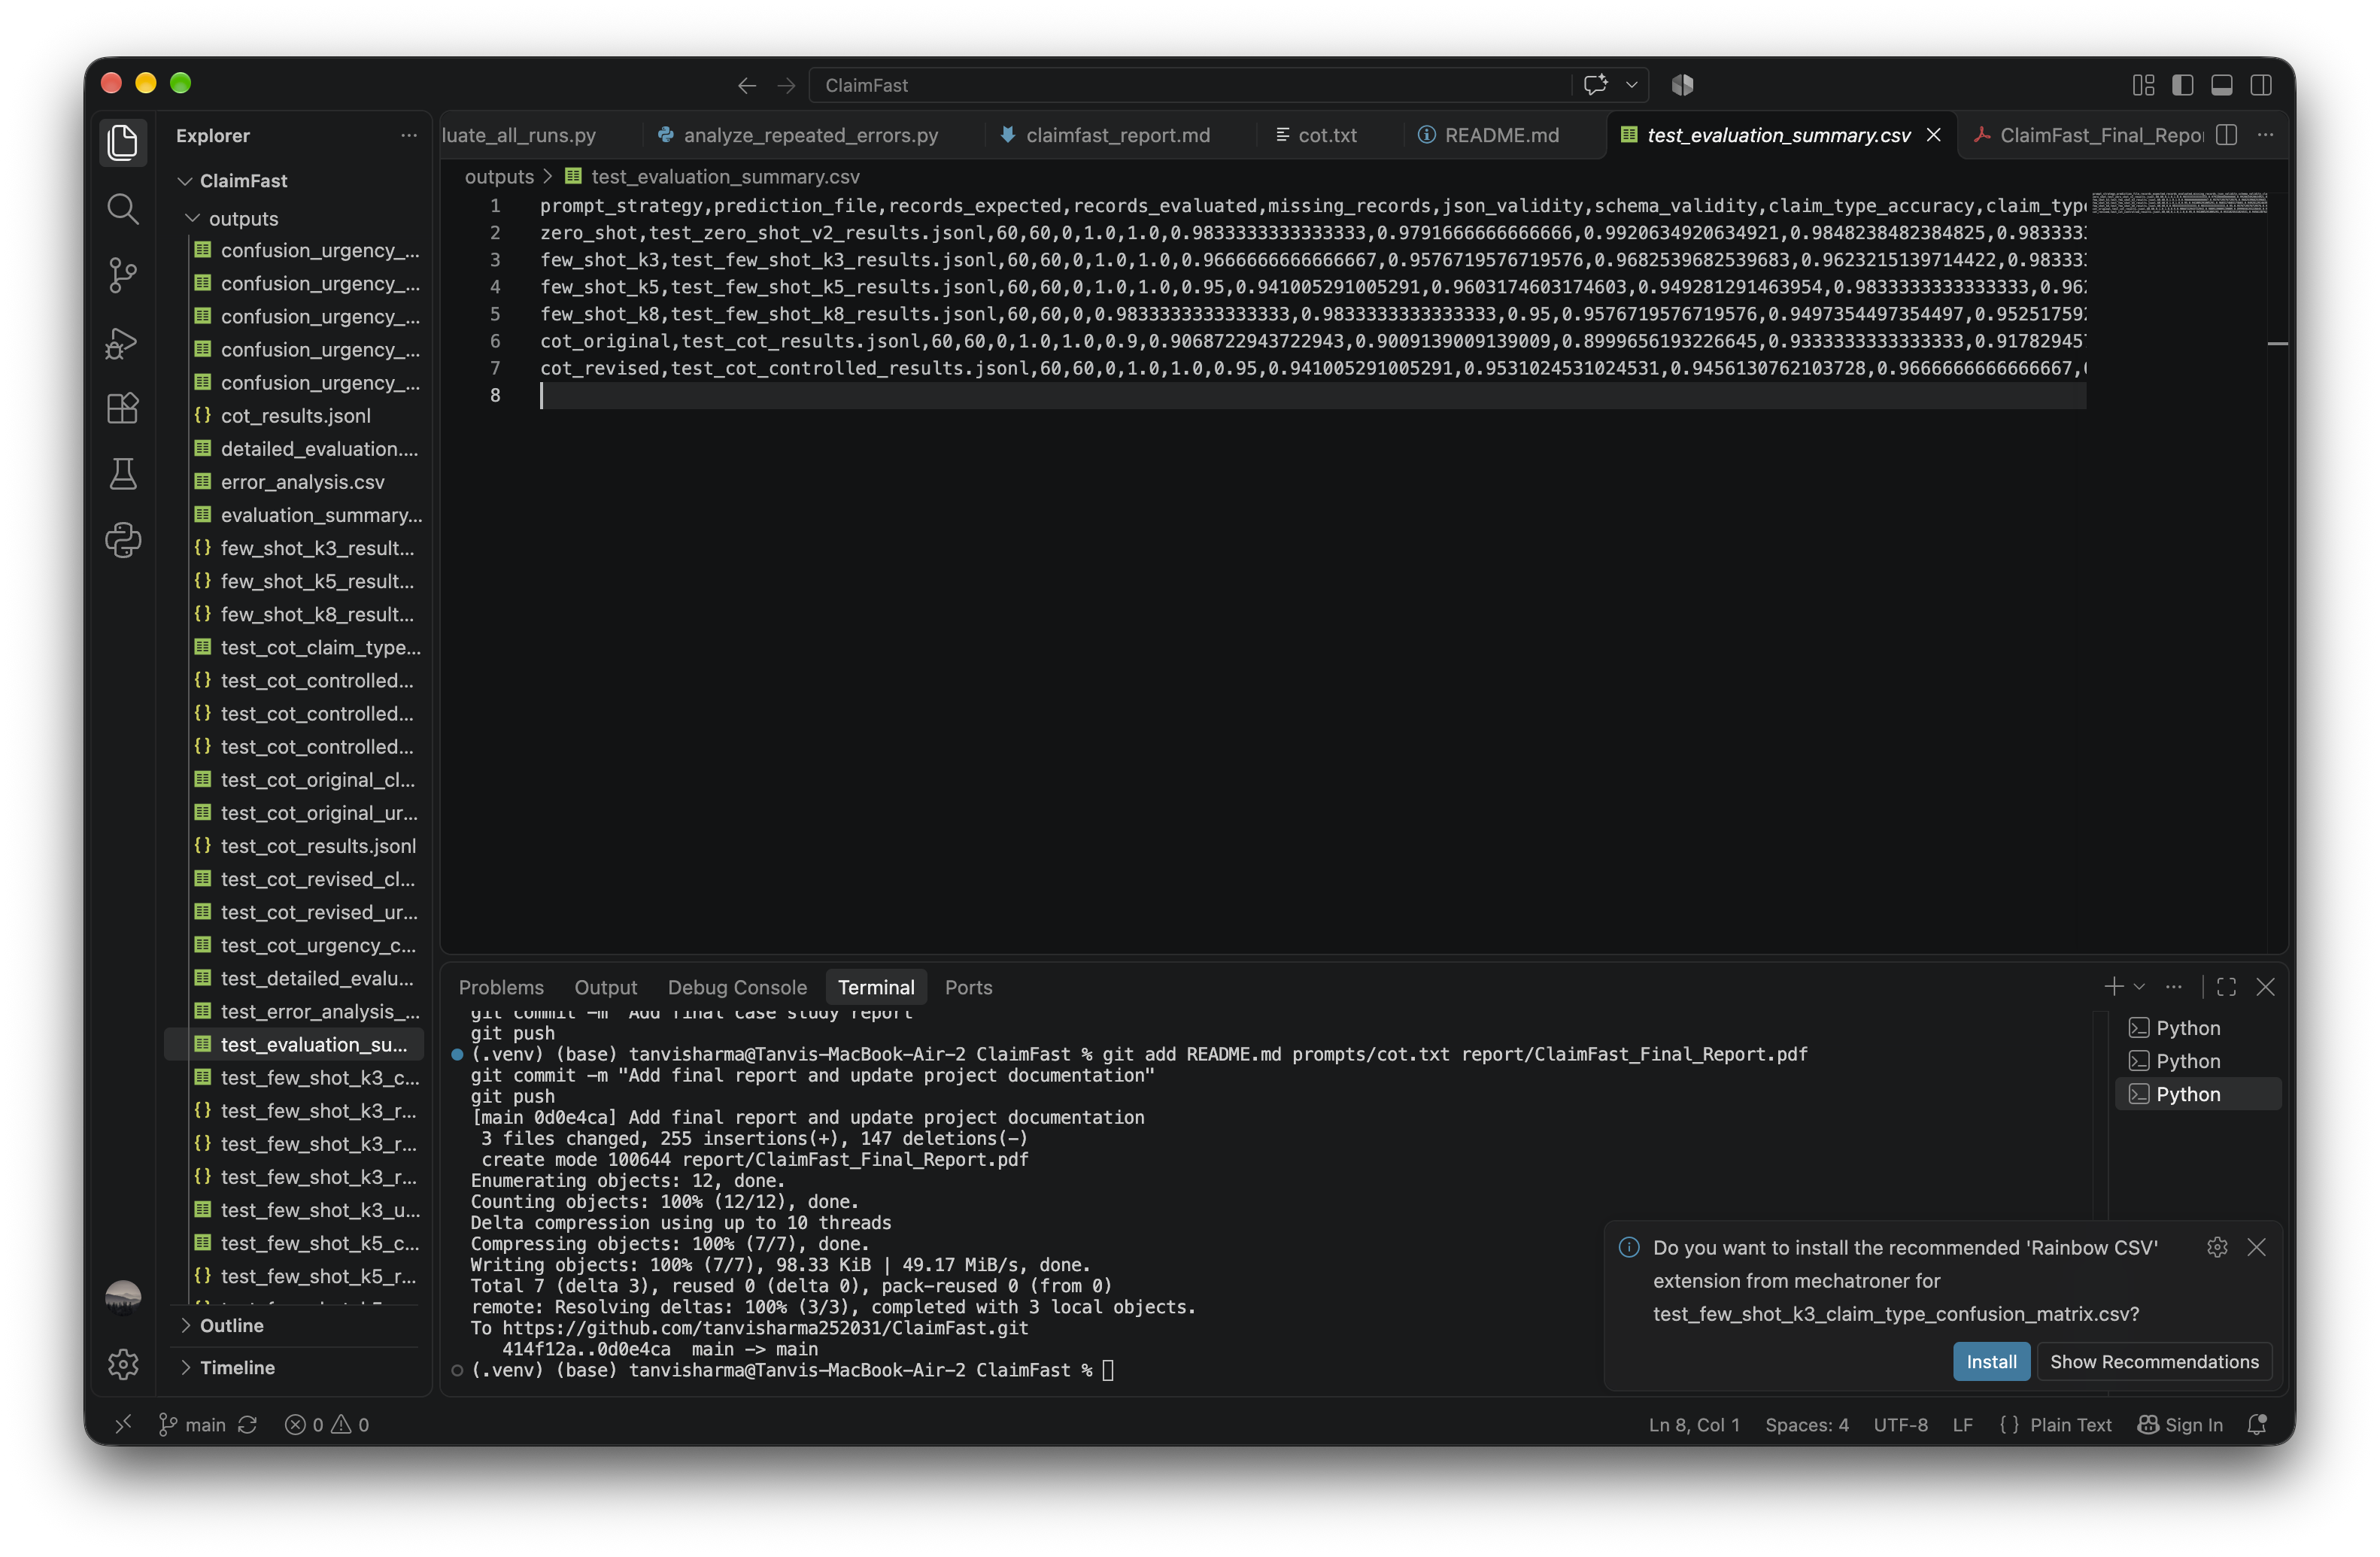 ClaimFast
Explorer
ClaimFast
outputs
confusion_urgency_...
confusion_urgency_...
confusion_urgency_...
confusion_urgency_...
confusion_urgency_...
cot_results.jsonl
detailed_evaluation....
error_analysis.csv
evaluation_summary...
few_shot_k3_result...
few_shot_k5_result...
few_shot_k8_result...
test_cot_claim_type...
test_cot_controlled...
test_cot_controlled...
test_cot_controlled...
test_cot_original_cl...
test_cot_original_ur...
test_cot_results.jsonl
test_cot_revised_cl...
test_cot_revised_ur...
test_cot_urgency_c...
test_detailed_evalu...
test_error_analysis_...
test_evaluation_su...
test_few_shot_k3_c...
test_few_shot_k3_r...
test_few_shot_k3_r...
test_few_shot_k3_r...
test_few_shot_k3_u...
test_few_shot_k5_c...
test_few_shot_k5_r...
Outline
Timeline
luate_all_runs.py analyze_repeated_errors.py claimfast_report.md cot.txt README.md test_evaluation_summary.csv ClaimFast_Final_Repor
outputs > test_evaluation_summary.csv
1 prompt_strategy,prediction_file,records_expected,records_evaluated,missing_records,json_validity,schema_validity,claim_type_accuracy,claim_type
2 zero_shot,test_zero_shot_v2_results.jsonl,60,60,0,1.0,1.0,0.9833333333333333,0.9791666666666666,0.9920634920634921,0.9848238482384825,0.983333
3 few_shot_k3,test_few_shot_k3_results.jsonl,60,60,0,1.0,1.0,0.9666666666666667,0.9576719576719576,0.9682539682539683,0.9623215139714422,0.98333
4 few_shot_k5,test_few_shot_k5_results.jsonl,60,60,0,1.0,1.0,0.95,0.941005291005291,0.9603174603174603,0.949281291463954,0.9833333333333333,0.962
5 few_shot_k8,test_few_shot_k8_results.jsonl,60,60,0,0.9833333333333333,0.9833333333333333,0.95,0.9576719576719576,0.9497354497354497,0.95251759
6 cot_original,test_cot_results.jsonl,60,60,0,1.0,1.0,0.9,0.9068722943722943,0.9009139009139009,0.8999656193226645,0.9333333333333333,0.91782945
7 cot_revised,test_cot_controlled_results.jsonl,60,60,0,1.0,1.0,0.95,0.941005291005291,0.9531024531024531,0.9456130762103728,0.9666666666666667,
8
Problems Output Debug Console Terminal Ports
git commit -m "Add final case study report
git push
(.venv) (base) tanvisharma@Tanvis-MacBook-Air-2 ClaimFast % git add README.md prompts/cot.txt report/ClaimFast_Final_Report.pdf
git commit -m "Add final report and update project documentation"
git push
[main 0d0e4ca] Add final report and update project documentation
3 files changed, 255 insertions(+), 147 deletions(-)
create mode 100644 report/ClaimFast_Final_Report.pdf
Enumerating objects: 12, done.
Counting objects: 100% (12/12), done.
Delta compression using up to 10 threads
Compressing objects: 100% (7/7), done.
Writing objects: 100% (7/7), 98.33 KiB | 49.17 MiB/s, done.
Total 7 (delta 3), reused 0 (delta 0), pack-reused 0 (from 0)
remote: Resolving deltas: 100% (3/3), completed with 3 local objects.
To https://github.com/tanvisharma252031/ClaimFast.git
414f12a..0d0e4ca main -> main
(.venv) (base) tanvisharma@Tanvis-MacBook-Air-2 ClaimFast %
Python
Python
Python
Do you want to install the recommended 'Rainbow CSV'
extension from mechatroner for
test_few_shot_k3_claim_type_confusion_matrix.csv?
Install Show Recommendations
main 0 0 Ln 8, Col 1 Spaces: 4 UTF-8 LF { } Plain Text Sign In